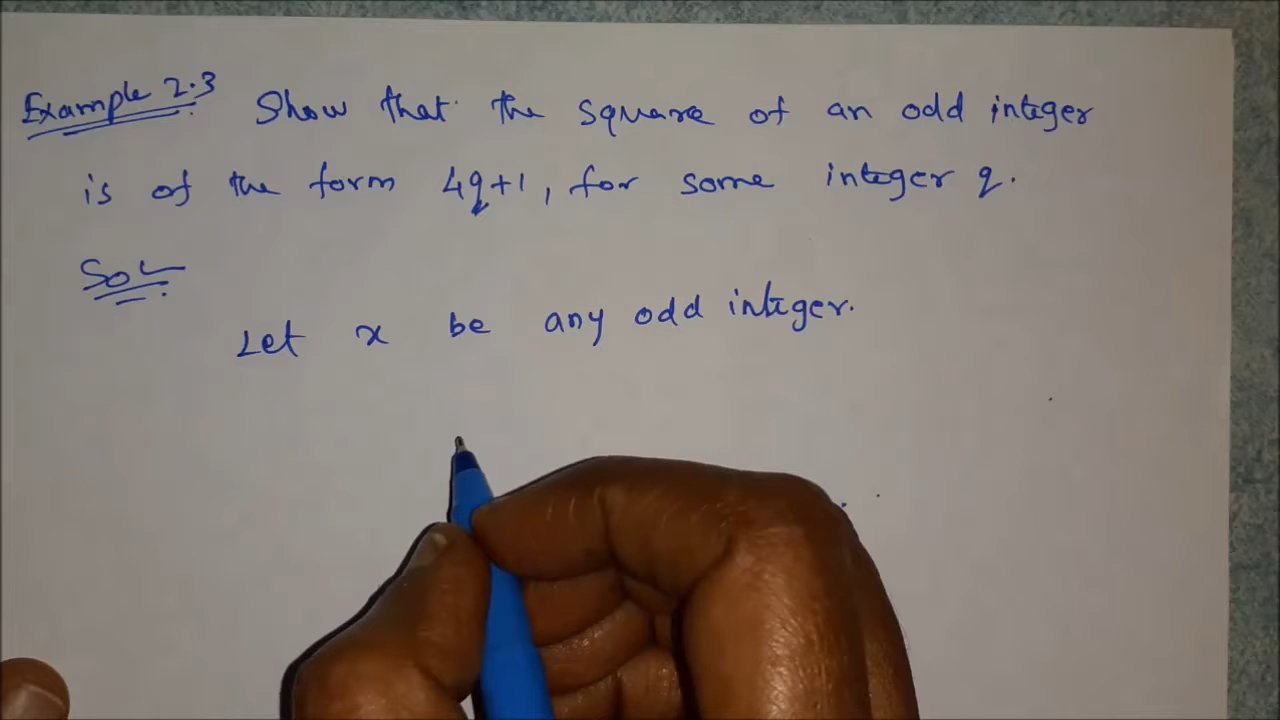 Example 2.3 Show that the square of an odd integer
is of the form 4q+1, for some integer q.
Sol
Let x be any odd integer.